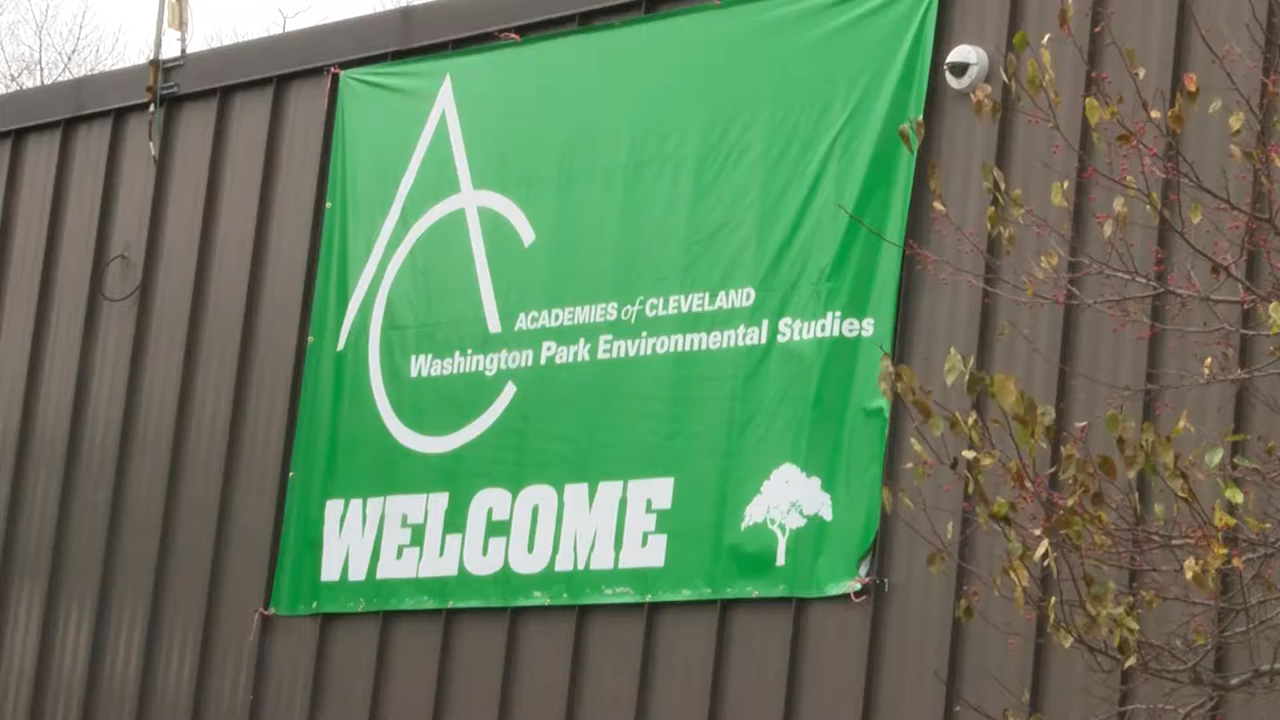 AC
ACADEMIES of CLEVELAND
Washington Park Environmental Studies
WELCOME